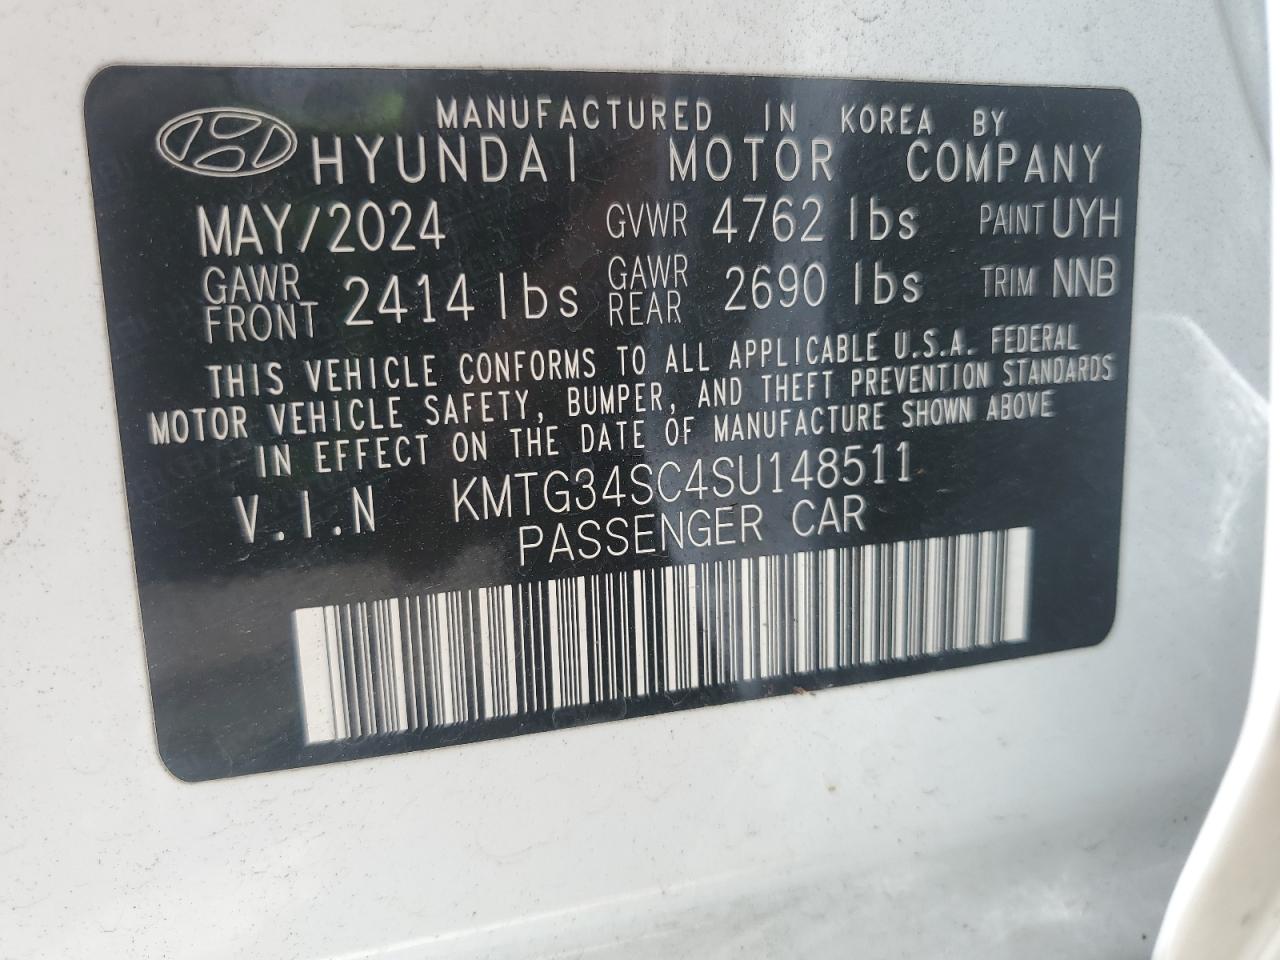 MANUFACTURED IN KOREA BY
HYUNDAI MOTOR COMPANY
MAY/2024 GVWR 4762 lbs PAINT UYH
GAWR FRONT 2414 lbs GAWR REAR 2690 lbs TRIM NNB
THIS VEHICLE CONFORMS TO ALL APPLICABLE U.S.A. FEDERAL
MOTOR VEHICLE SAFETY, BUMPER, AND THEFT PREVENTION STANDARDS
IN EFFECT ON THE DATE OF MANUFACTURE SHOWN ABOVE
V.I.N KMTG34SC4SU148511
PASSENGER CAR